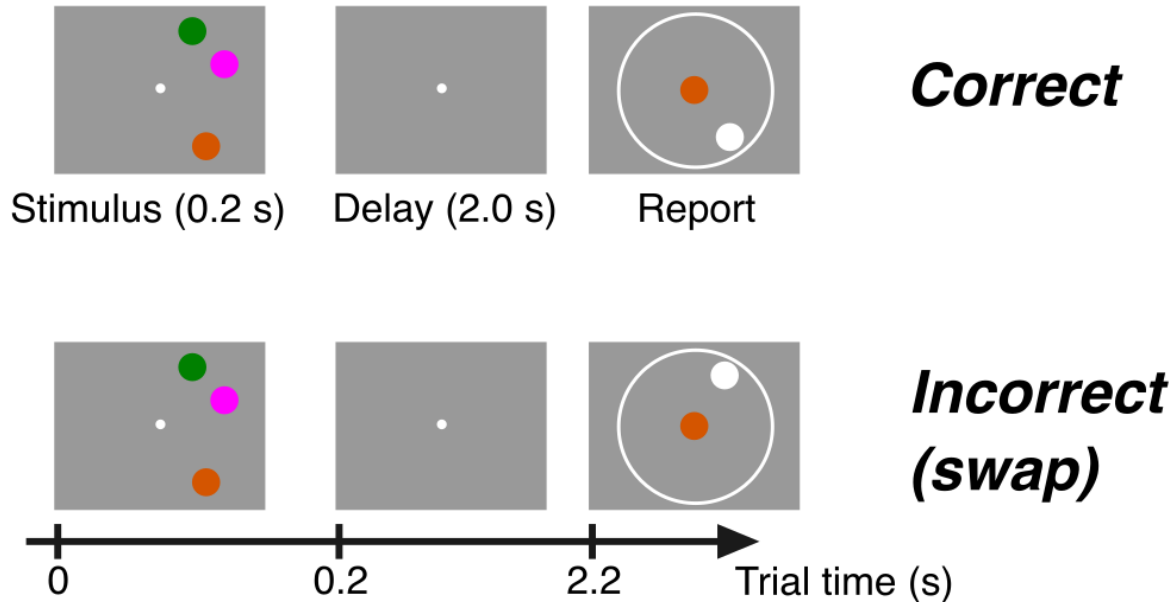 Correct
Stimulus (0.2 s) Delay (2.0 s) Report
Incorrect
(swap)
0 0.2 2.2 Trial time (s)